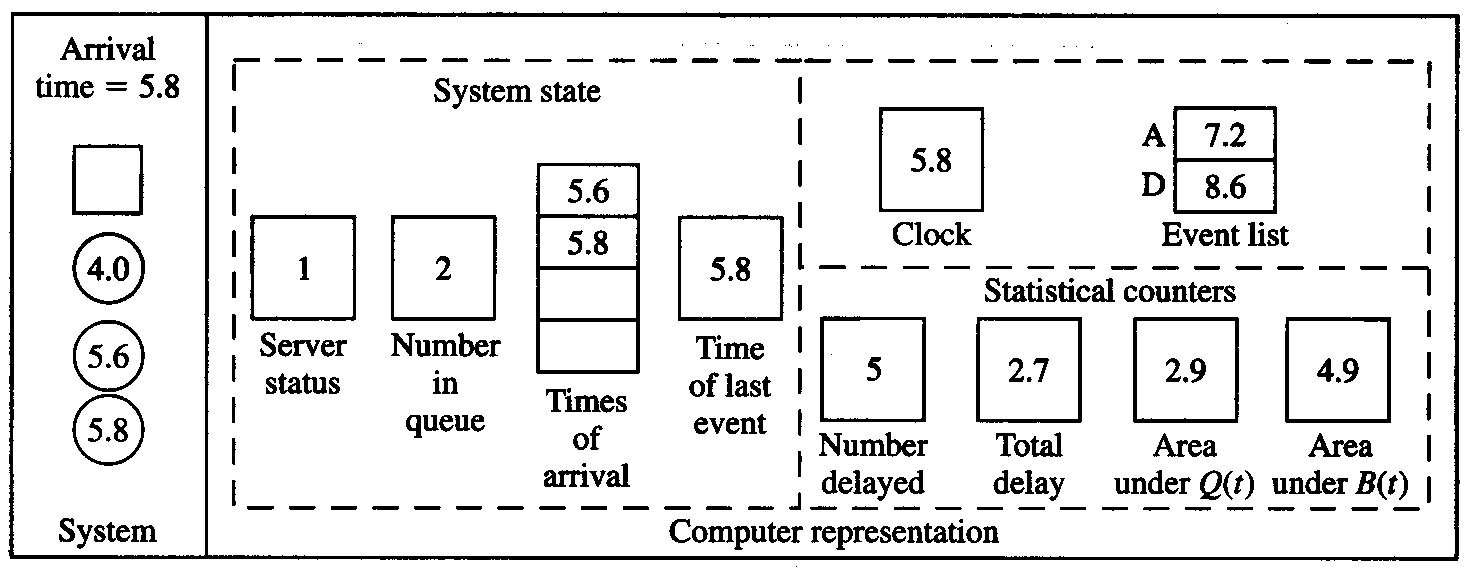 Arrival
time = 5.8
4.0
5.6
5.8
System
System state
1
Server
status
2
Number
in
queue
5.6
5.8
Times
of
arrival
5.8
Time
of last
event
5.8
Clock
A 7.2
D 8.6
Event list
Statistical counters
5
Number
delayed
2.7
Total
delay
2.9
Area
under Q(t)
4.9
Area
under B(t)
Computer representation